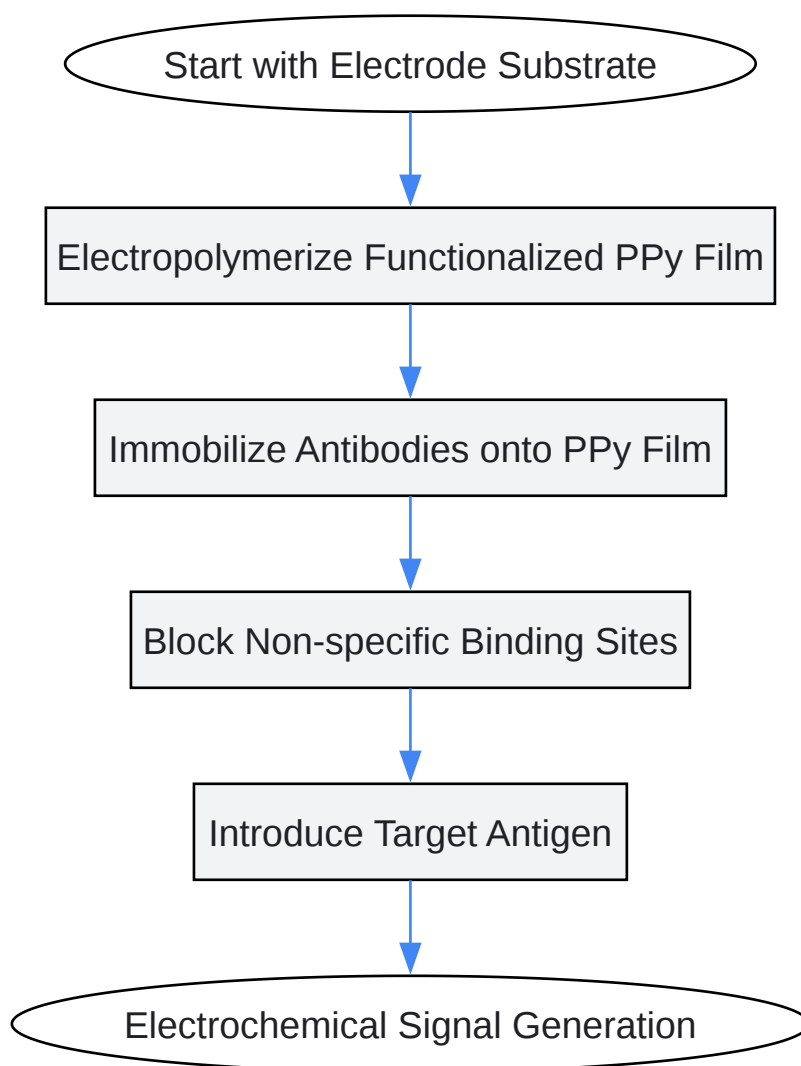 Start with Electrode Substrate
Electropolymerize Functionalized PPy Film
Immobilize Antibodies onto PPy Film
Block Non-specific Binding Sites
Introduce Target Antigen
Electrochemical Signal Generation